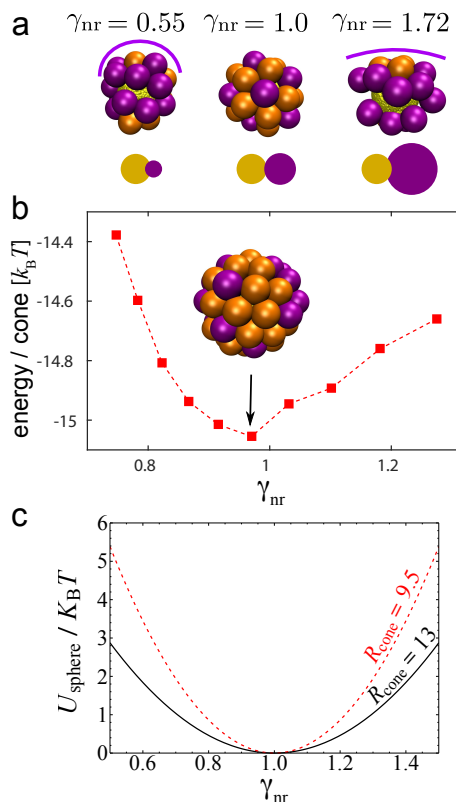 a
γnr = 0.55 γnr = 1.0 γnr = 1.72
b
energy / cone [kBT]
-14.4
-14.6
-14.8
-15
0.8 1 1.2
γnr
c
Usphere / KBT
6
5
4
3
2
1
0
Rcone = 9.5
Rcone = 13
0.6 0.8 1.0 1.2 1.4
γnr